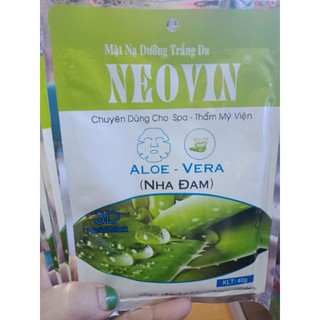 Mặt Nạ Dưỡng Trắng Da
NEOVIN®
Chuyên Dùng Cho Spa - Thẩm Mỹ Viện
ALOE - VERA
(NHA ĐAM)
3D
KLT: 40g